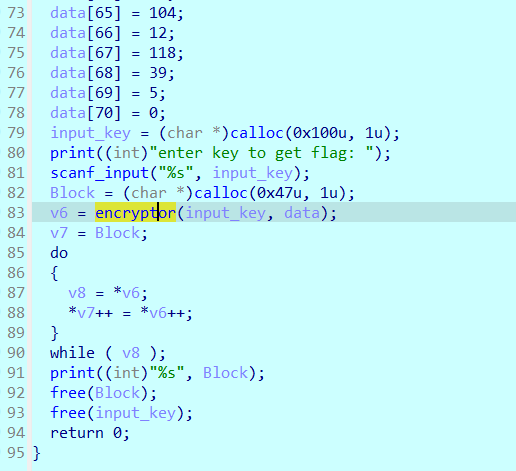 73 data[65] = 104;
74 data[66] = 12;
75 data[67] = 118;
76 data[68] = 39;
77 data[69] = 5;
78 data[70] = 0;
79 input_key = (char *)calloc(0x100u, 1u);
80 print((int)"enter key to get flag: ");
81 scanf_input("%s", input_key);
82 Block = (char *)calloc(0x47u, 1u);
83 v6 = encryptor(input_key, data);
84 v7 = Block;
85 do
86 {
87 v8 = *v6;
88 *v7++ = *v6++;
89 }
90 while ( v8 );
91 print((int)"%s", Block);
92 free(Block);
93 free(input_key);
94 return 0;
95 }